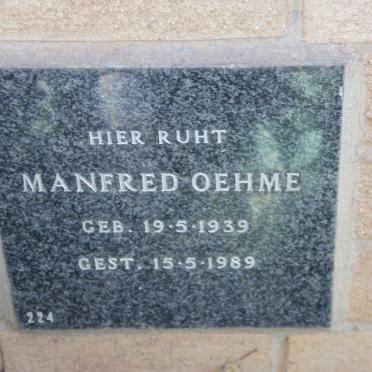 HIER RUHT
MANFRED OEHME
GEB. 19·5·1939
GEST. 15·5·1989
224